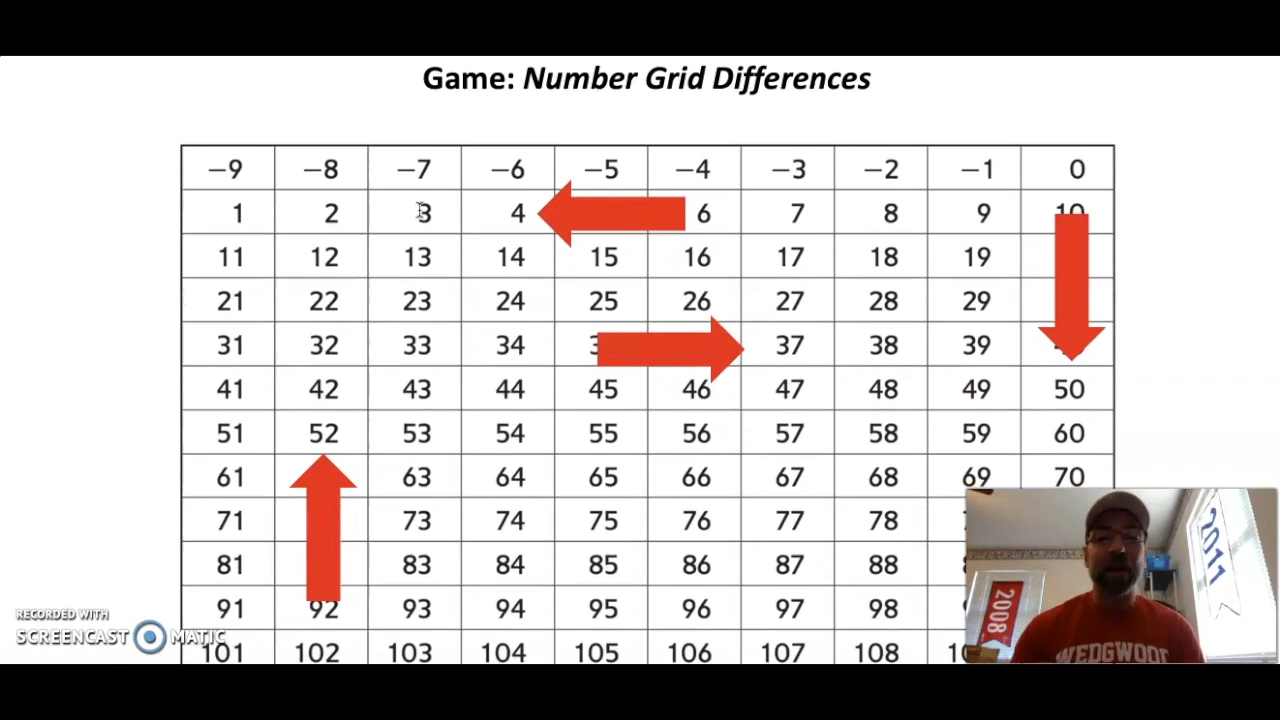 Game: Number Grid Differences
−9 −8 −7 −6 −5 −4 −3 −2 −1 0
1 2 3 4 6 7 8 9 10
11 12 13 14 15 16 17 18 19
21 22 23 24 25 26 27 28 29
31 32 33 34 37 38 39
41 42 43 44 45 46 47 48 49 50
51 52 53 54 55 56 57 58 59 60
61 63 64 65 66 67 68 69 70
71 73 74 75 76 77 78
81 83 84 85 86 87 88
91 92 93 94 95 96 97 98
101 102 103 104 105 106 107 108
2011
2008
WEDGWOOD
RECORDED WITH
SCREENCAST MATIC